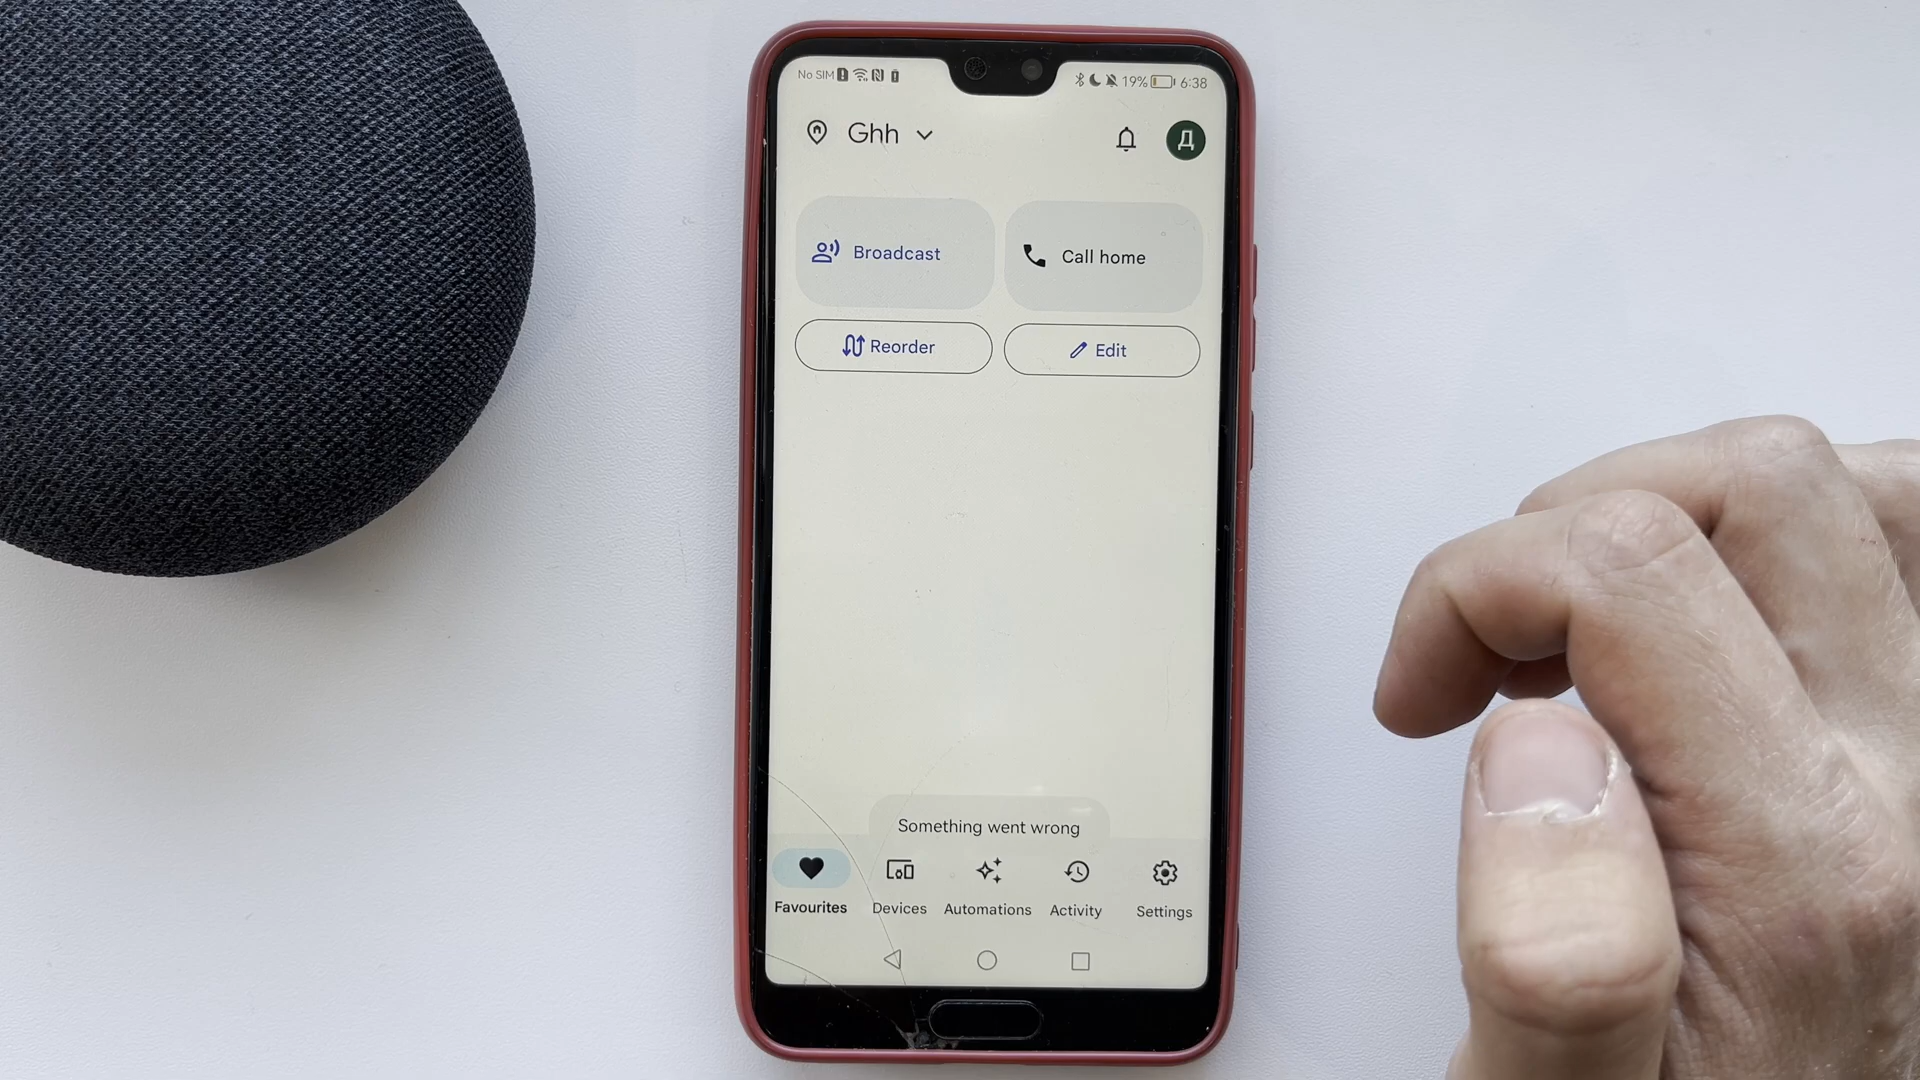 No SIM 19% 6:38
Ghh Д
Broadcast Call home
Reorder Edit
Something went wrong
Favourites Devices Automations Activity Settings